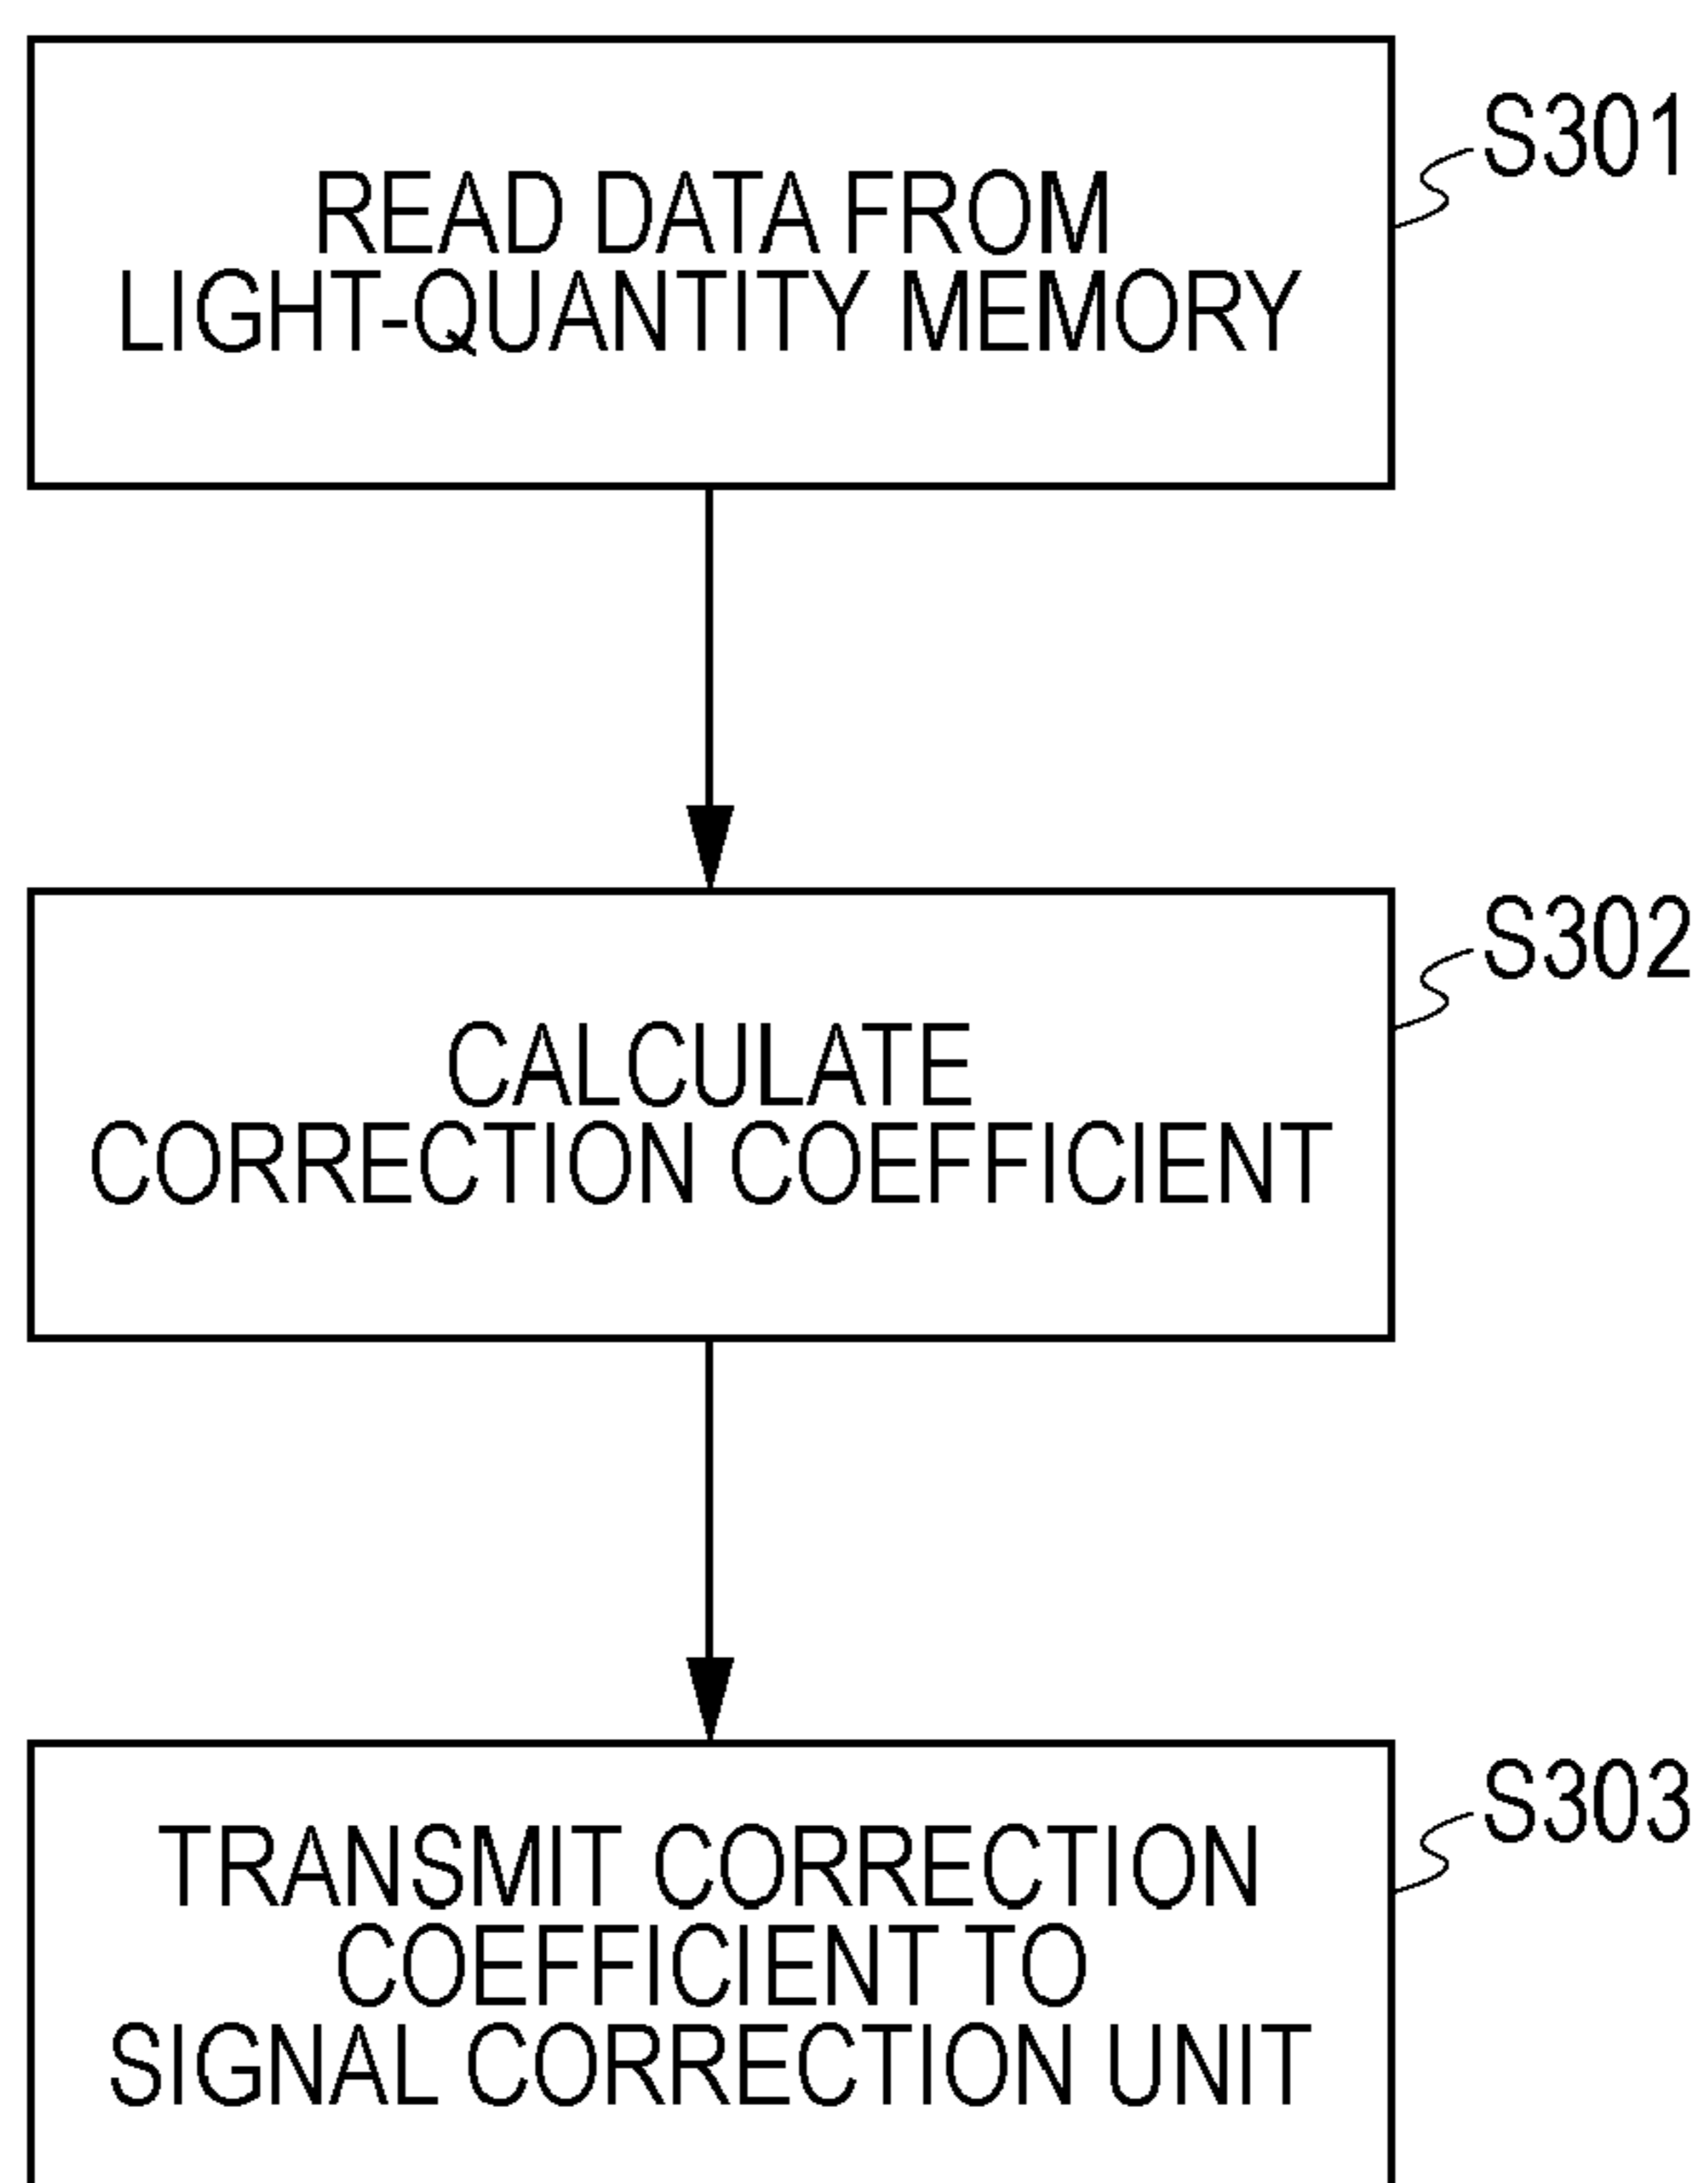 S301
READ DATA FROM
LIGHT-QUANTITY MEMORY
S302
CALCULATE
CORRECTION COEFFICIENT
S303
TRANSMIT CORRECTION
COEFFICIENT TO
SIGNAL CORRECTION UNIT